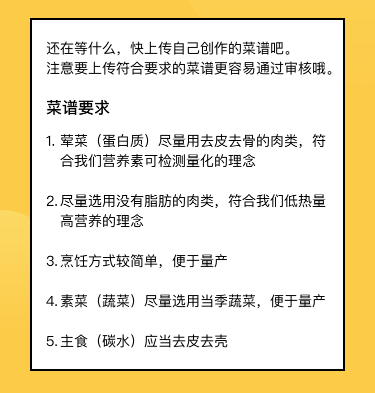 还在等什么，快上传自己创作的菜谱吧。
注意要上传符合要求的菜谱更容易通过审核哦。
菜谱要求
1. 荤菜（蛋白质）尽量用去皮去骨的肉类，符
合我们营养素可检测量化的理念
2. 尽量选用没有脂肪的肉类，符合我们低热量
高营养的理念
3. 烹饪方式较简单，便于量产
4. 素菜（蔬菜）尽量选用当季蔬菜，便于量产
5. 主食（碳水）应当去皮去壳